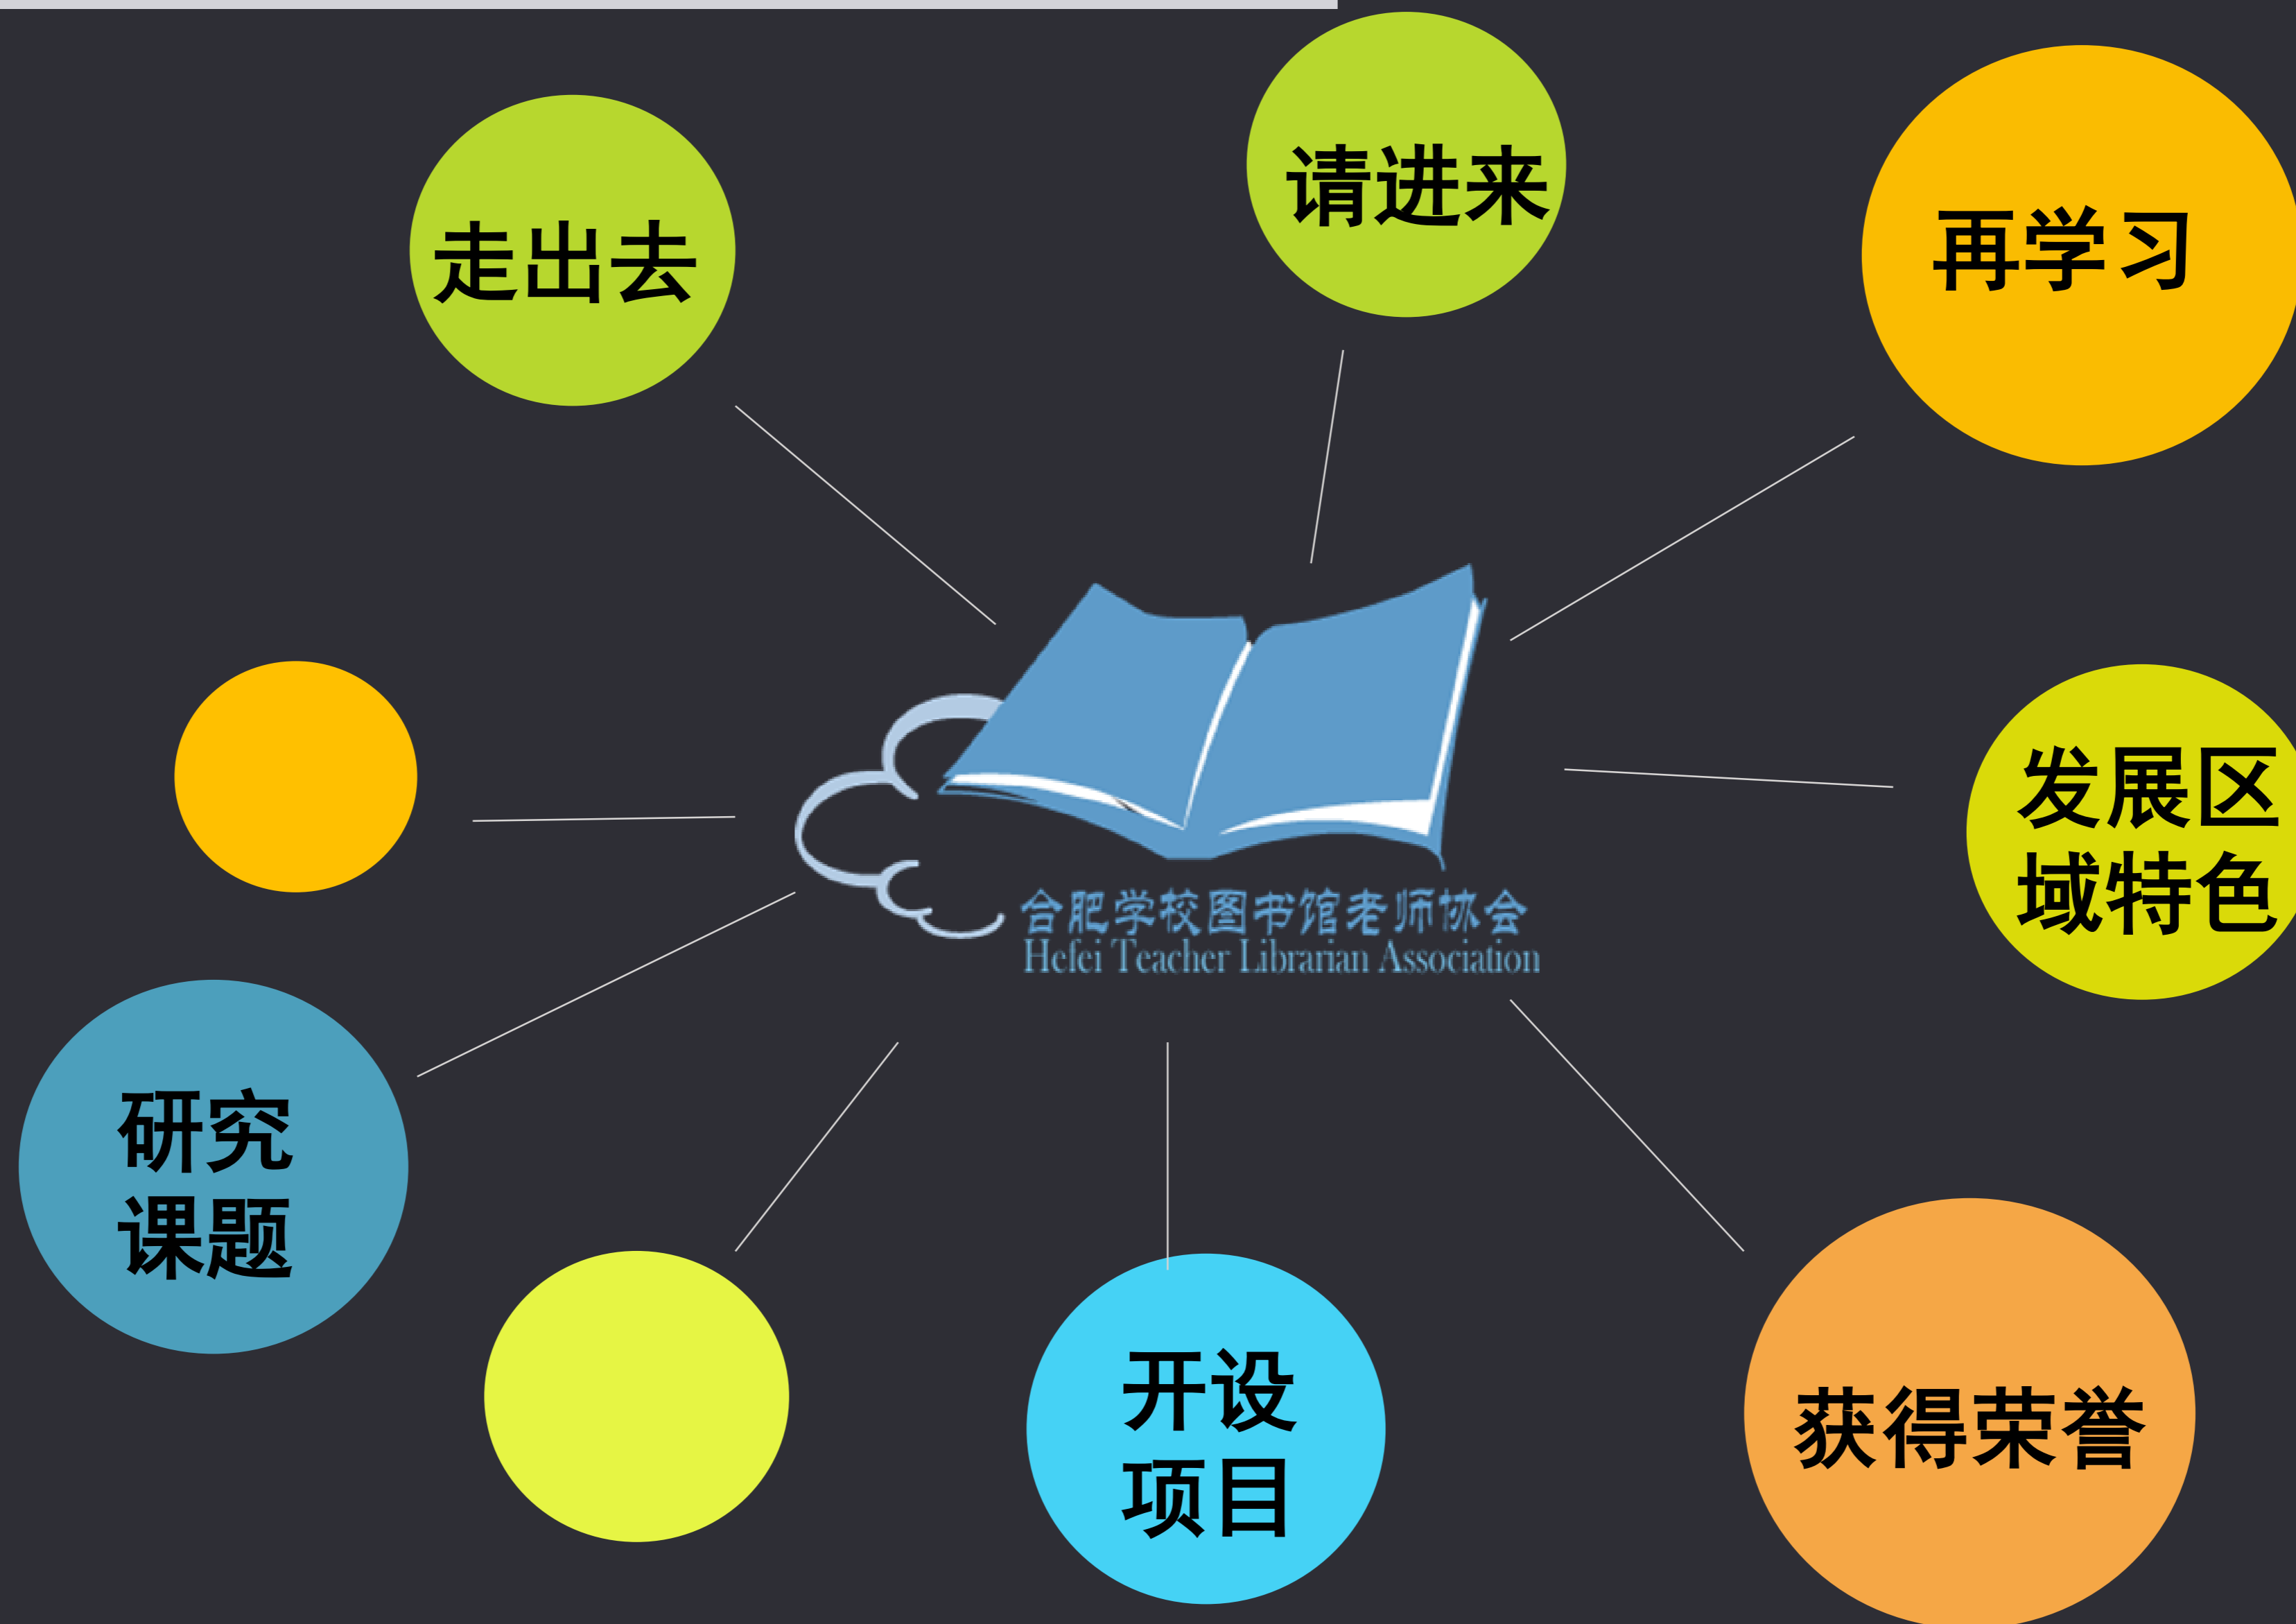 请进来
走出去
再学习
发展区
域特色
合肥学校图书馆老师协会
Hefei Teacher Librarian Association
研究
课题
开设
项目
获得荣誉